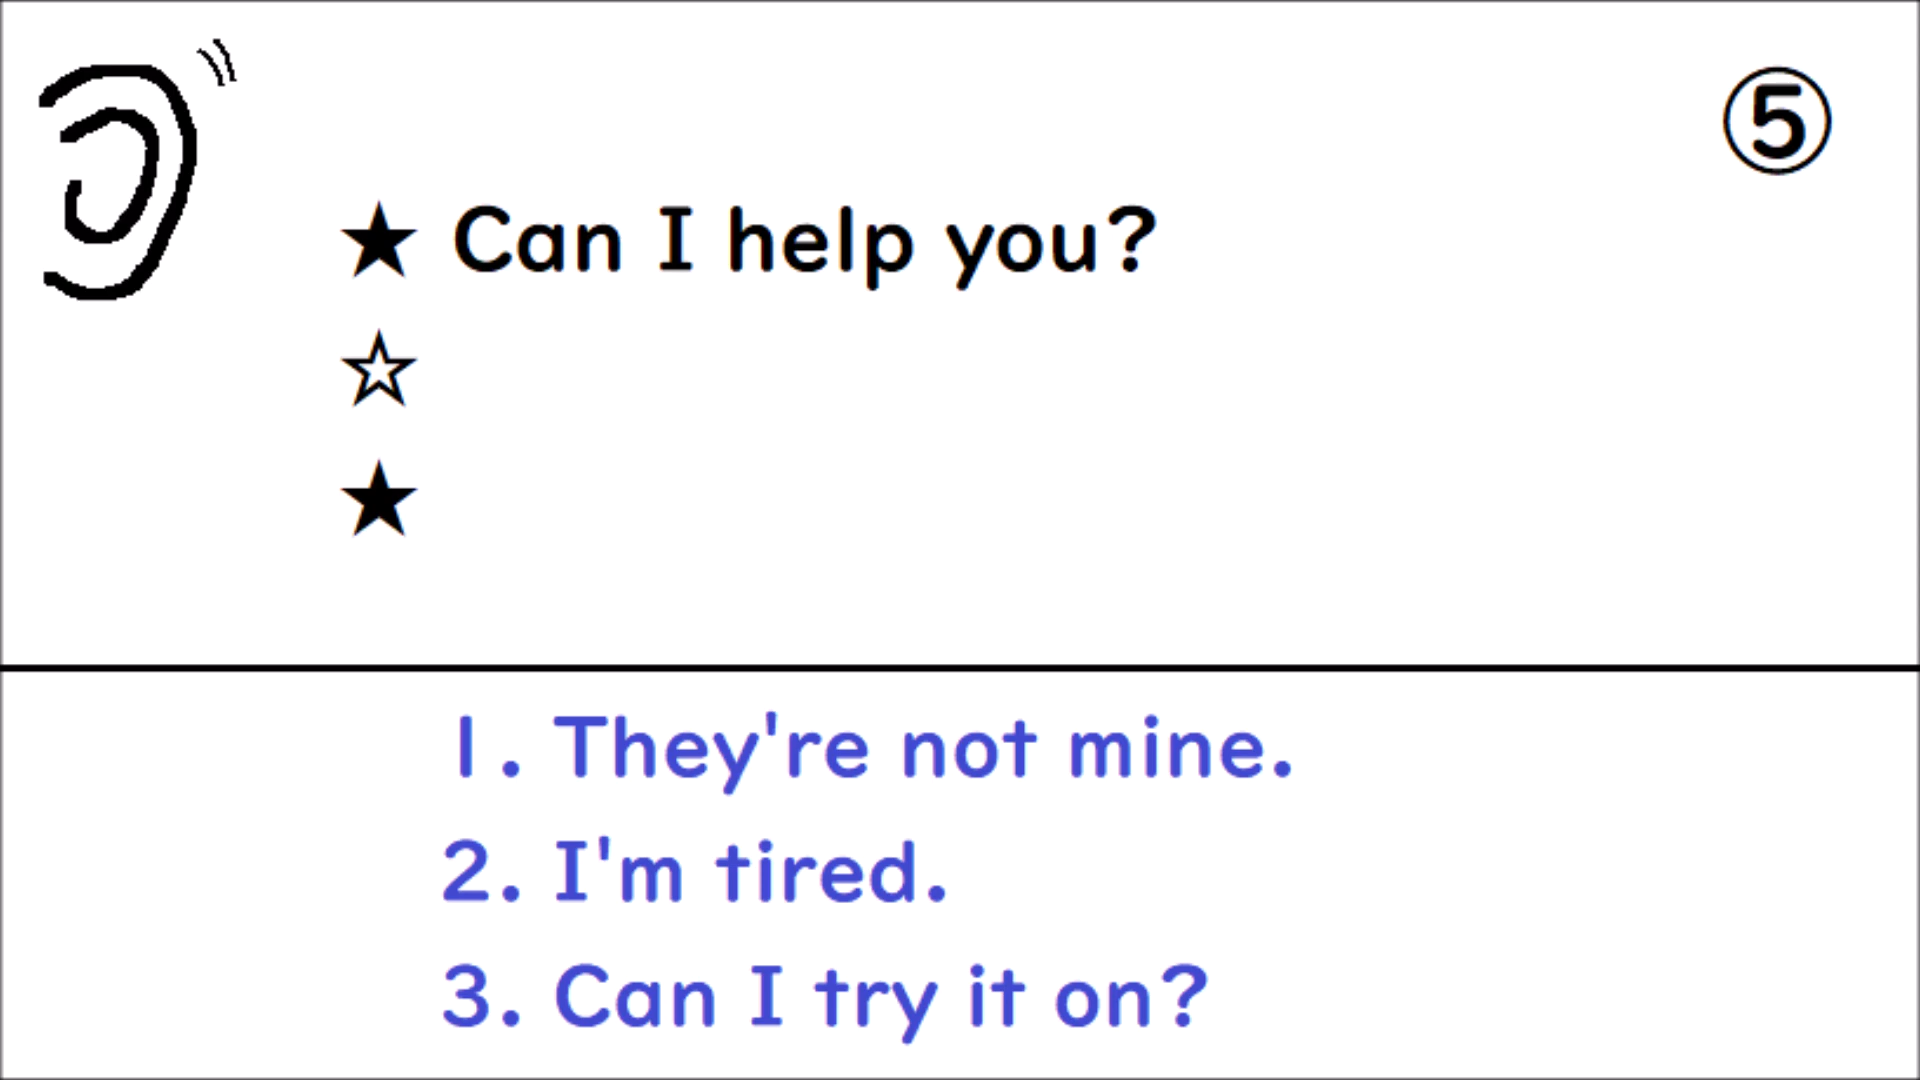 ⑤
★ Can I help you?
☆
★
1. They're not mine.
2. I'm tired.
3. Can I try it on?